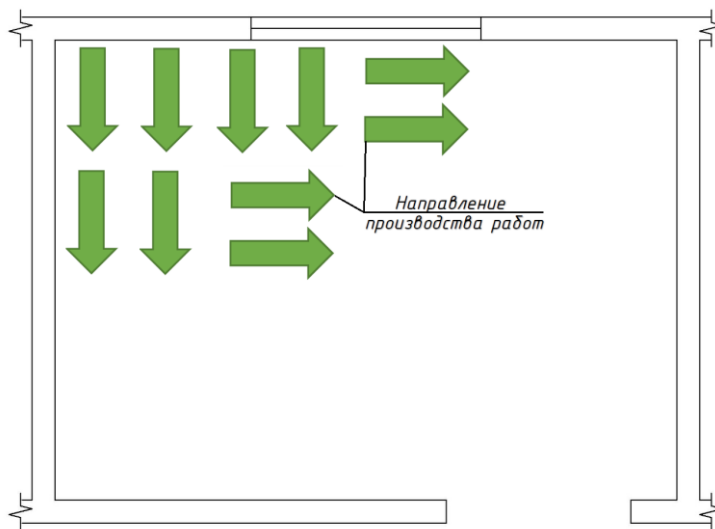 Направление
производства работ